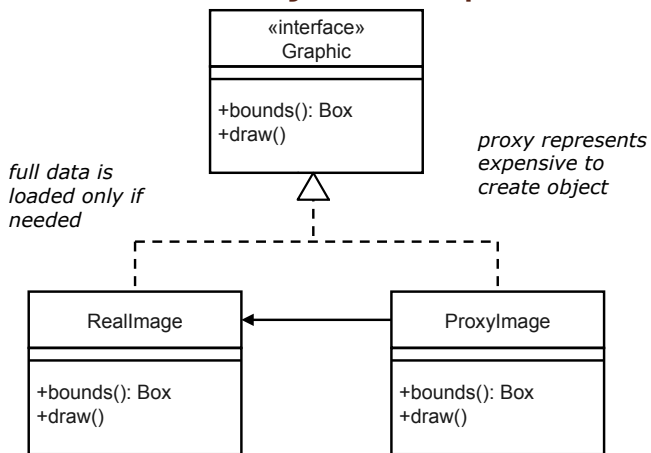 «interface»
Graphic
+bounds(): Box
+draw()
proxy represents
expensive to
create object
full data is
loaded only if
needed
RealImage
ProxyImage
+bounds(): Box
+draw()
+bounds(): Box
+draw()